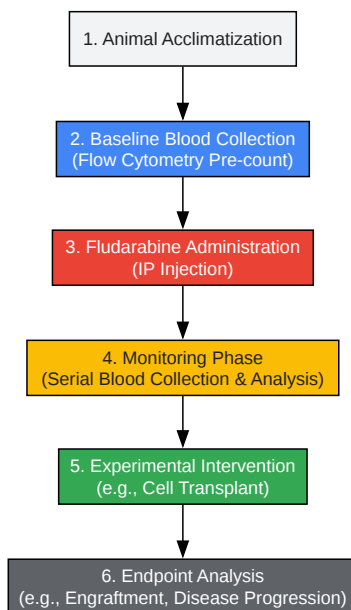 1. Animal Acclimatization
2. Baseline Blood Collection
(Flow Cytometry Pre-count)
3. Fludarabine Administration
(IP Injection)
4. Monitoring Phase
(Serial Blood Collection & Analysis)
5. Experimental Intervention
(e.g., Cell Transplant)
6. Endpoint Analysis
(e.g., Engraftment, Disease Progression)